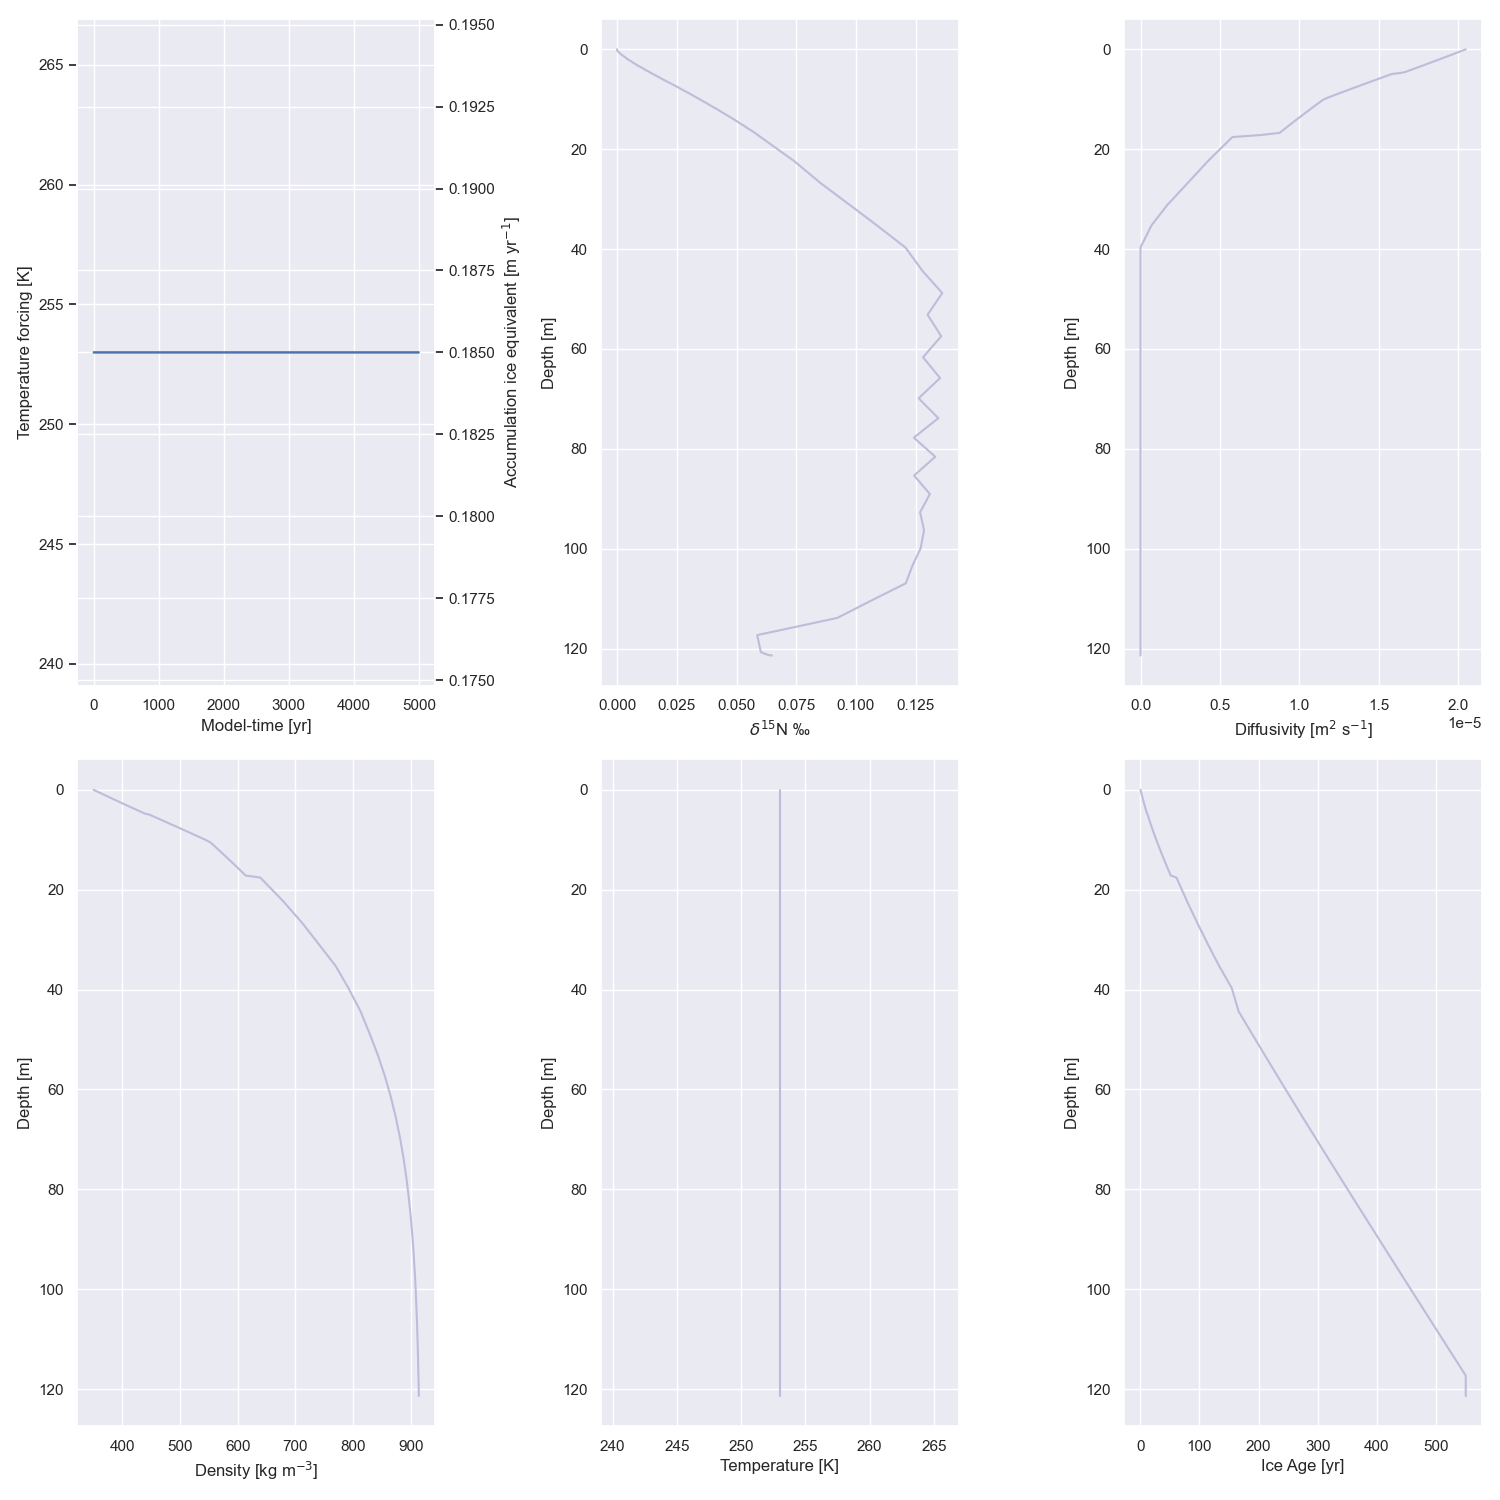 265
260
255
250
245
240
Temperature forcing [K]
0 1000 2000 3000 4000 5000
Model-time [yr]
0.1950
0.1925
0.1900
0.1875
0.1850
0.1825
0.1800
0.1775
0.1750
Accumulation ice equivalent [m yr⁻¹]
0
20
40
60
80
100
120
Depth [m]
0.000 0.025 0.050 0.075 0.100 0.125
δ¹⁵N ‰
0
20
40
60
80
100
120
Depth [m]
0.0 0.5 1.0 1.5 2.0
1e−5
Diffusivity [m² s⁻¹]
0
20
40
60
80
100
120
Depth [m]
400 500 600 700 800 900
Density [kg m⁻³]
0
20
40
60
80
100
120
Depth [m]
240 245 250 255 260 265
Temperature [K]
0
20
40
60
80
100
120
Depth [m]
0 100 200 300 400 500
Ice Age [yr]